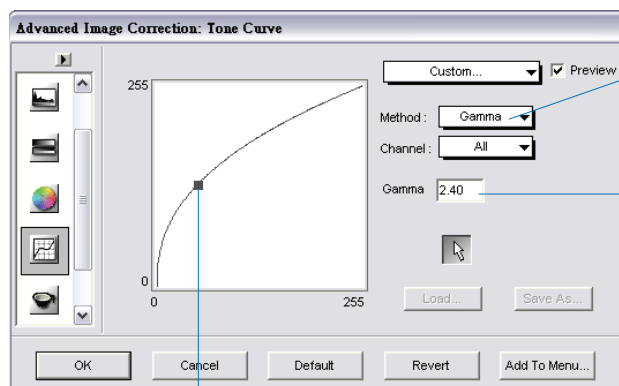 Advanced Image Correction: Tone Curve
Custom...
Preview
255
Method :
Gamma
Channel :
All
Gamma
2.40
0
0
255
Load...
Save As...
OK
Cancel
Default
Revert
Add To Menu...